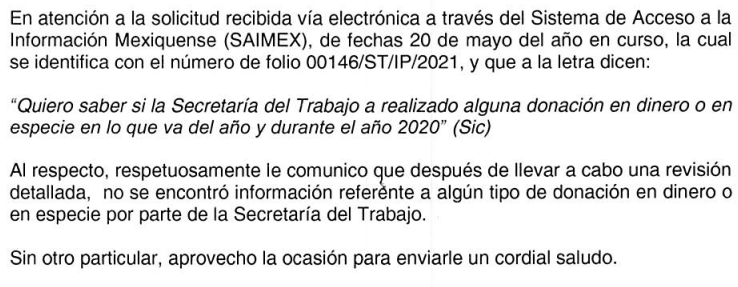 En atención a la solicitud recibida vía electrónica a través del Sistema de Acceso a la
Información Mexiquense (SAIMEX), de fechas 20 de mayo del año en curso, la cual
se identifica con el número de folio 00146/ST/IP/2021, y que a la letra dicen:
“Quiero saber si la Secretaría del Trabajo a realizado alguna donación en dinero o en
especie en lo que va del año y durante el año 2020” (Sic)
Al respecto, respetuosamente le comunico que después de llevar a cabo una revisión
detallada, no se encontró información referente a algún tipo de donación en dinero o
en especie por parte de la Secretaría del Trabajo.
Sin otro particular, aprovecho la ocasión para enviarle un cordial saludo.